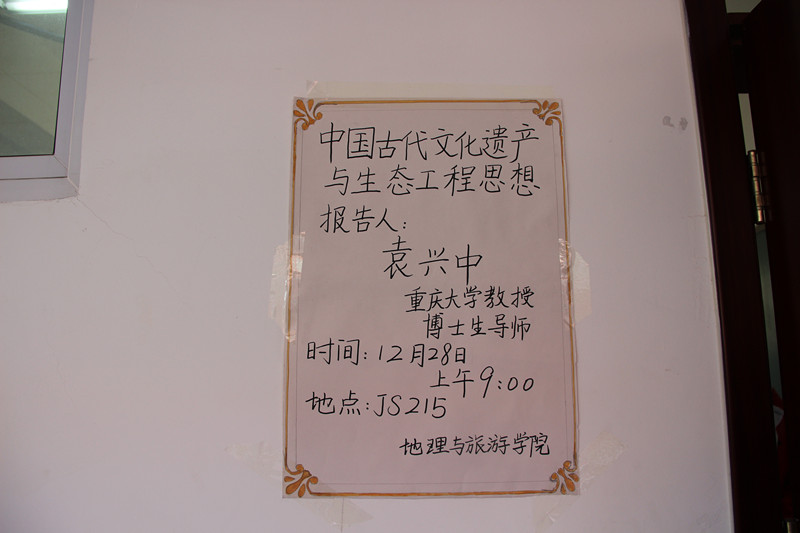 中国古代文化遗产
与生态工程思想
报告人:
袁兴中
重庆大学教授
博士生导师
时间:12月28日
上午9:00
地点:JS215
地理与旅游学院